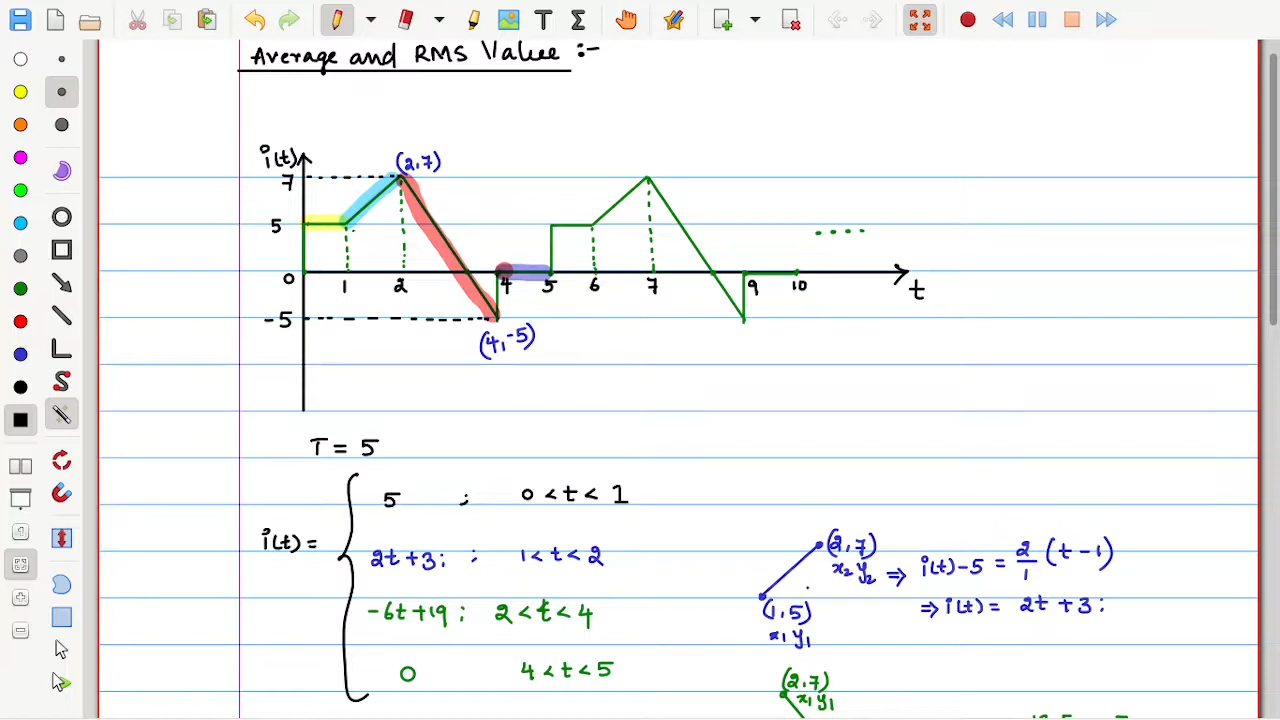 Average and RMS Value :-
i(t)
(2,7)
7
5
0 1 2 4 5 6 7 9 10
t
-5
(4,-5)
T = 5
5 ; 0 < t < 1
i(t) =
2t + 3 ; ; 1 < t < 2
-6t + 19 ; 2 < t < 4
0 4 < t < 5
(2,7)
x₂ y₂
(1,5)
x₁ y₁
⇒ i(t) - 5 = 2/1 (t - 1)
⇒ i(t) = 2t + 3 ;
(2,7)
x₁ y₁